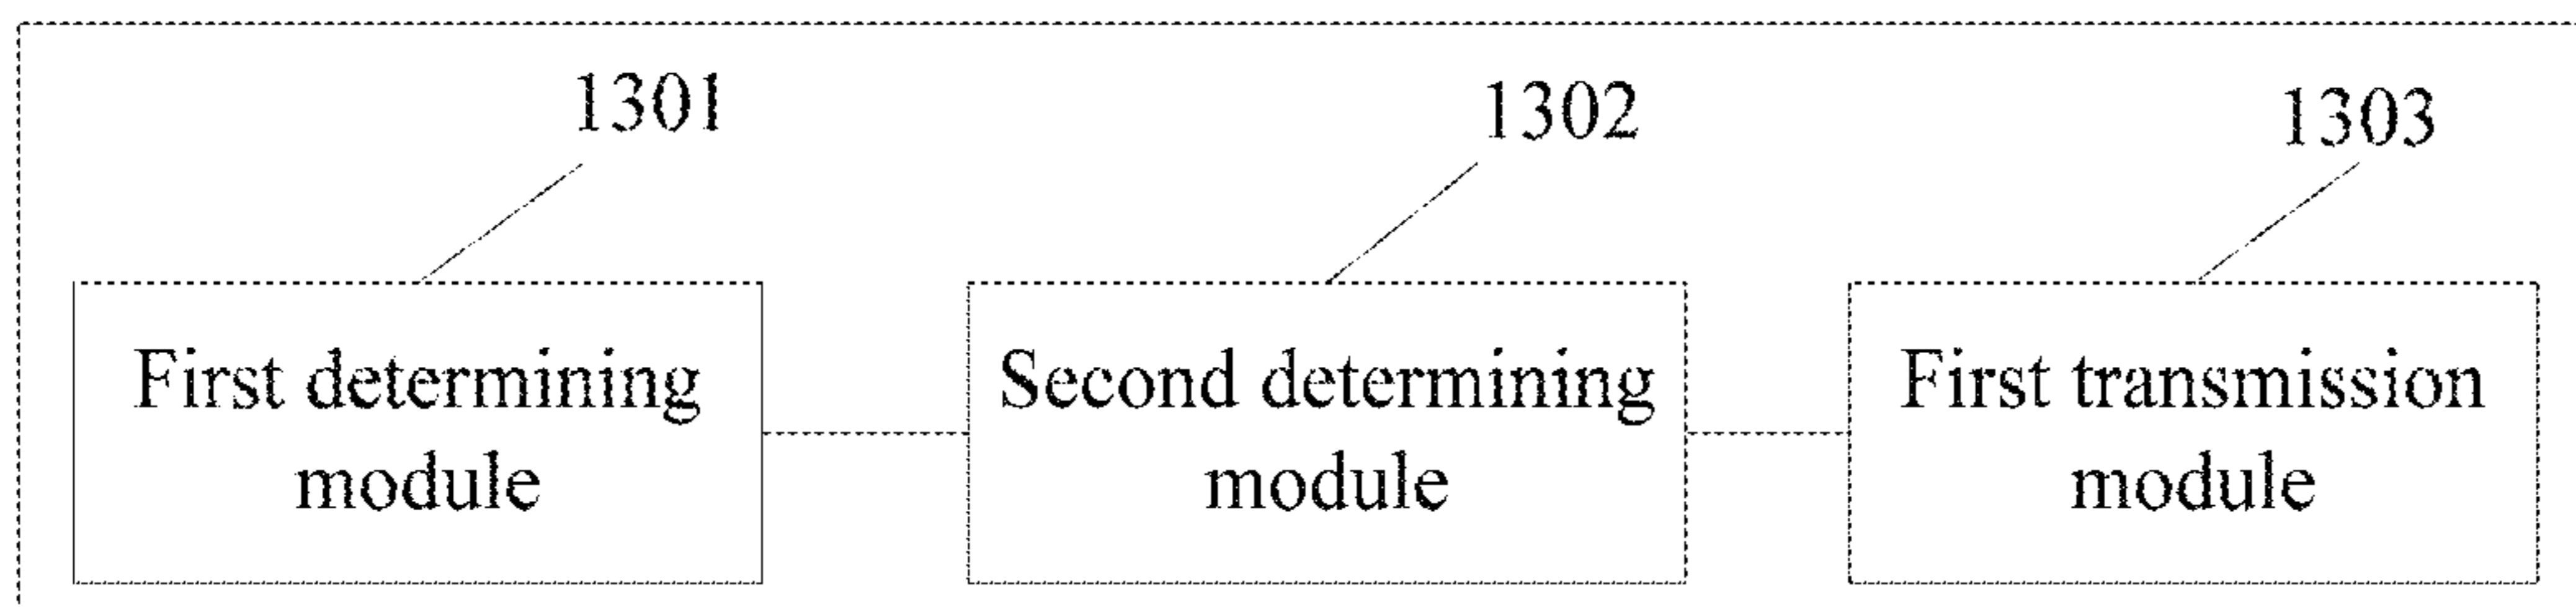 1301
1302
1303
First determining
module
Second determining
module
First transmission
module